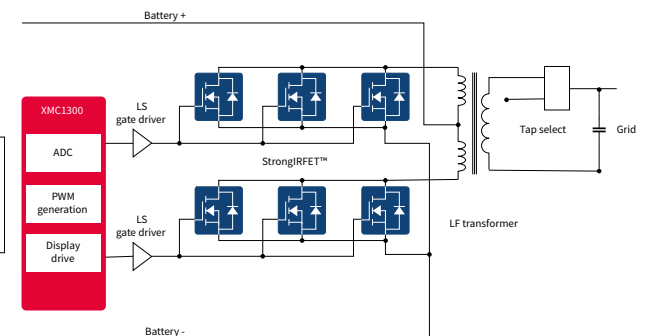 Battery +
XMC1300
LS
gate driver
ADC
Tap select
Grid
StrongIRFET™
PWM
generation
LS
gate driver
LF transformer
Display
drive
Battery -